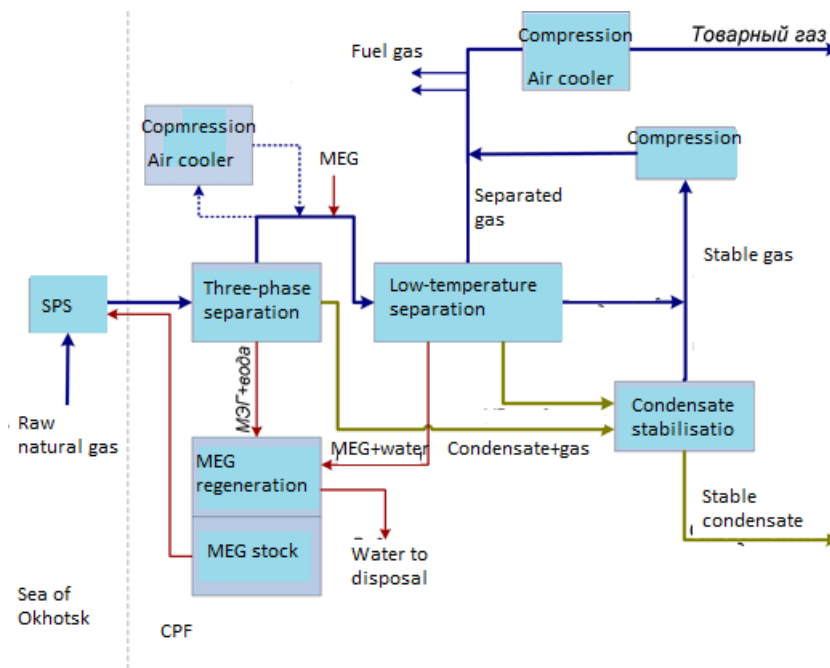 Compression
Air cooler
Товарный газ
Fuel gas
Copmression
Air cooler
MEG
Compression
Separated
gas
Stable gas
SPS
Three-phase
separation
Low-temperature
separation
МЭГ+вода
Raw
natural gas
Condensate
stabilisatio
MEG
regeneration
MEG+water
Condensate+gas
MEG stock
Water to
disposal
Stable
condensate
Sea of
Okhotsk
CPF